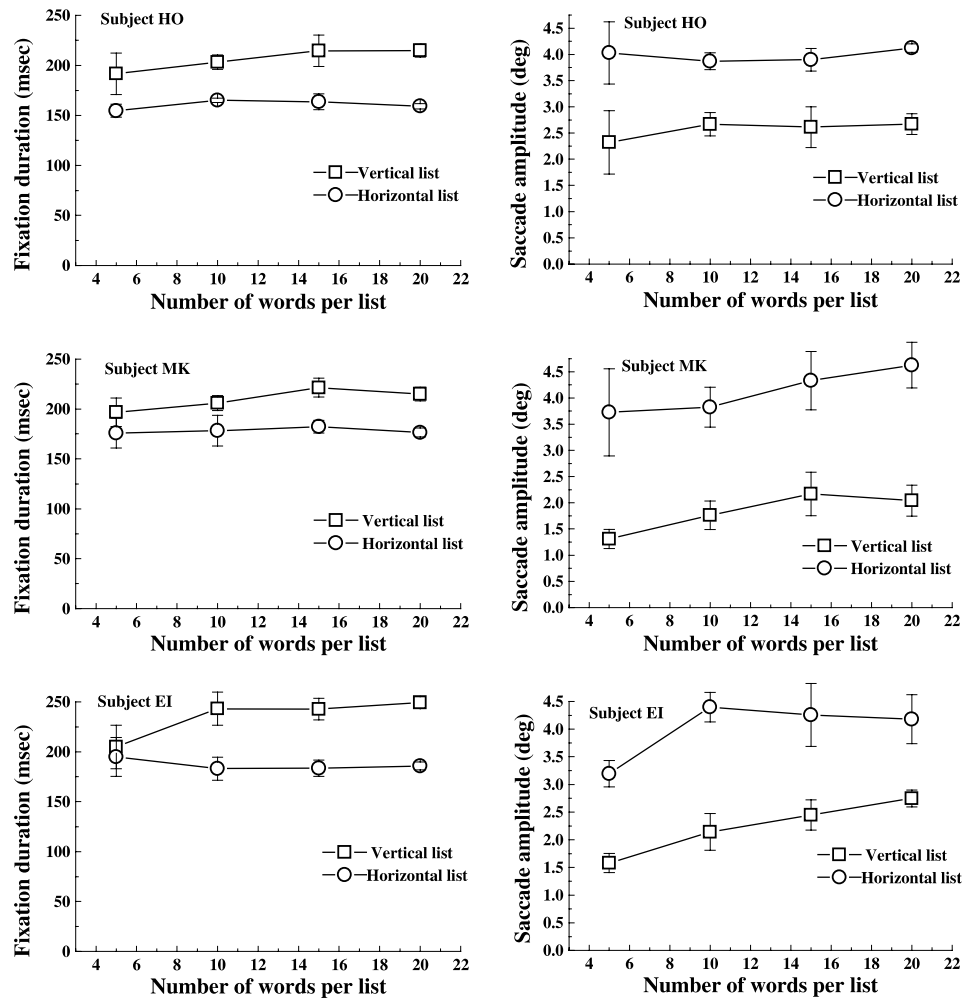 Subject HO
Fixation duration (msec)
250
200
150
100
50
0
Vertical list
Horizontal list
4 6 8 10 12 14 16 18 20 22
Number of words per list
Subject HO
Saccade amplitude (deg)
4.5
4.0
3.5
3.0
2.5
2.0
1.5
1.0
0.5
0.0
Vertical list
Horizontal list
4 6 8 10 12 14 16 18 20 22
Number of words per list
Subject MK
Fixation duration (msec)
250
200
150
100
50
0
Vertical list
Horizontal list
4 6 8 10 12 14 16 18 20 22
Number of words per list
Subject MK
Saccade amplitude (deg)
4.5
4.0
3.5
3.0
2.5
2.0
1.5
1.0
0.5
0.0
Vertical list
Horizontal list
4 6 8 10 12 14 16 18 20 22
Number of words per list
Subject EI
Fixation duration (msec)
250
200
150
100
50
0
Vertical list
Horizontal list
4 6 8 10 12 14 16 18 20 22
Number of words per list
Subject EI
Saccade amplitude (deg)
4.5
4.0
3.5
3.0
2.5
2.0
1.5
1.0
0.5
0.0
Vertical list
Horizontal list
4 6 8 10 12 14 16 18 20 22
Number of words per list